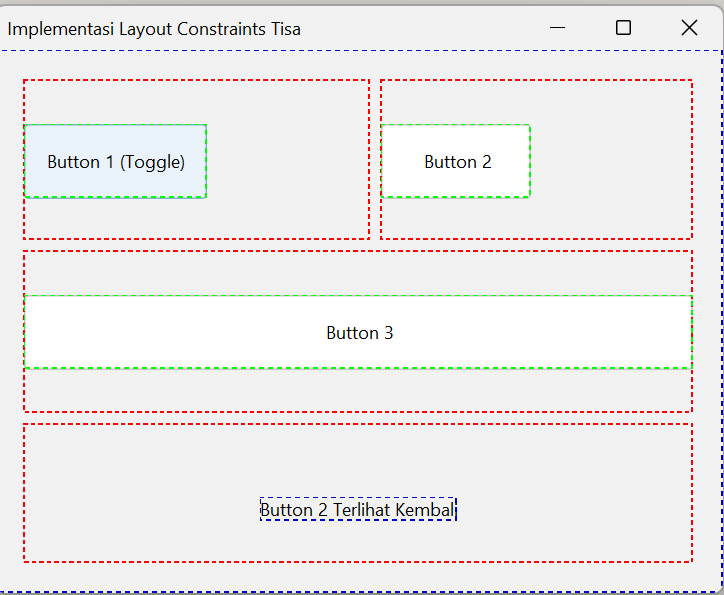 Implementasi Layout Constraints Tisa
Button 1 (Toggle)
Button 2
Button 3
Button 2 Terlihat Kembali